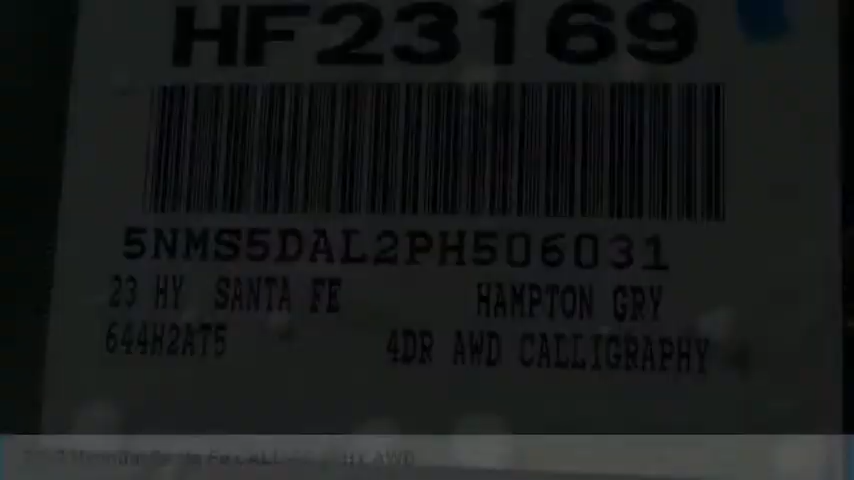 HF23169
5NMS5DAL2PH506031
23 HY SANTA FE HAMPTON GRY
644H2AT5 4DR AWD CALLIGRAPHY